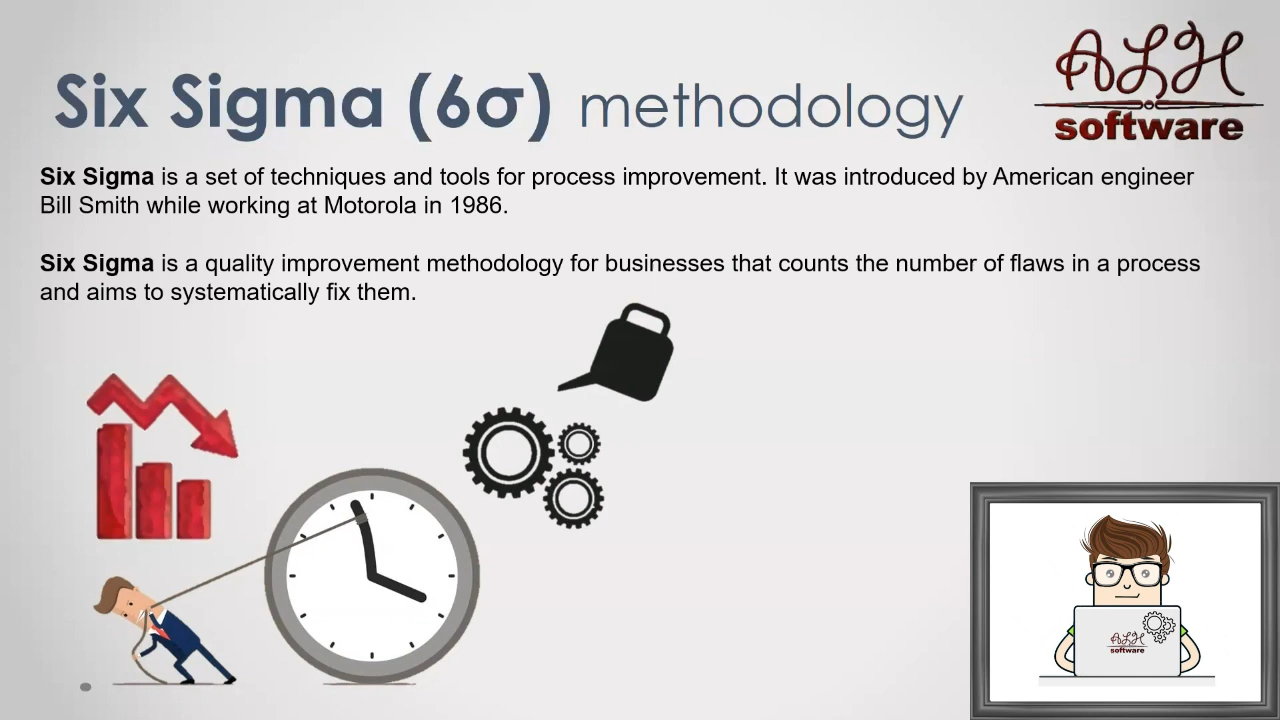 Six Sigma (6σ) methodology
ALH
software
Six Sigma is a set of techniques and tools for process improvement. It was introduced by American engineer
Bill Smith while working at Motorola in 1986.
Six Sigma is a quality improvement methodology for businesses that counts the number of flaws in a process
and aims to systematically fix them.
ALH
software